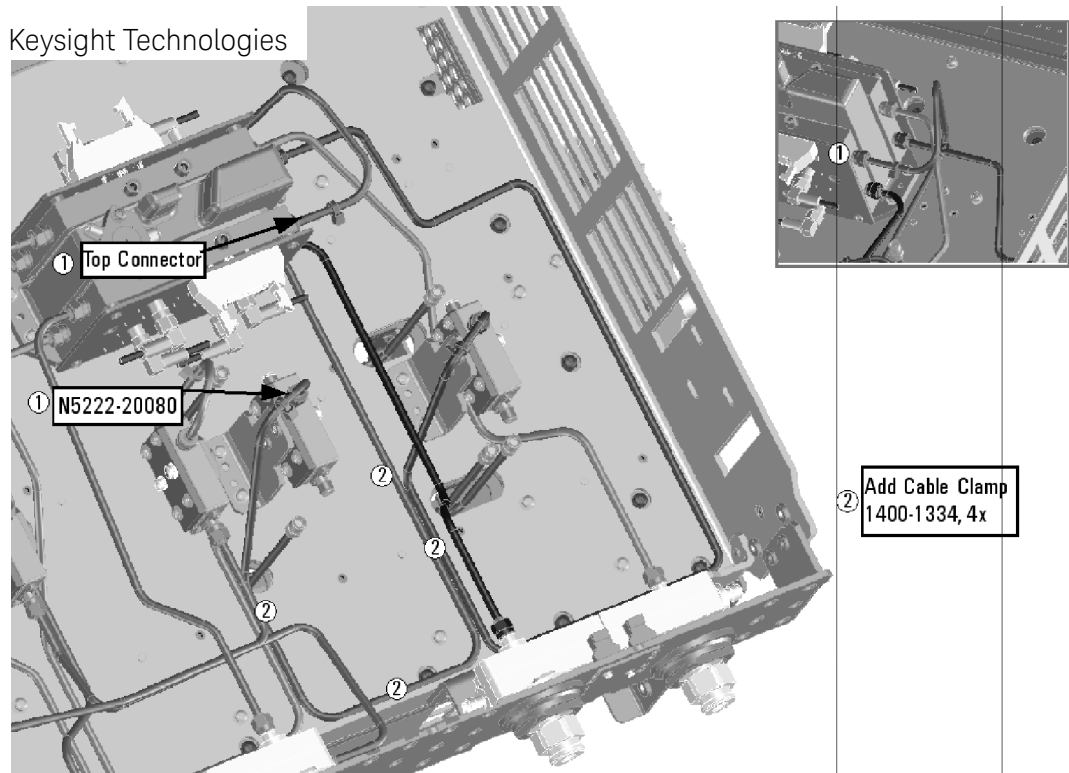 Keysight Technologies
1
1 Top Connector
1 N5222-20080
2
2
2 Add Cable Clamp
1400-1334, 4x
2
2